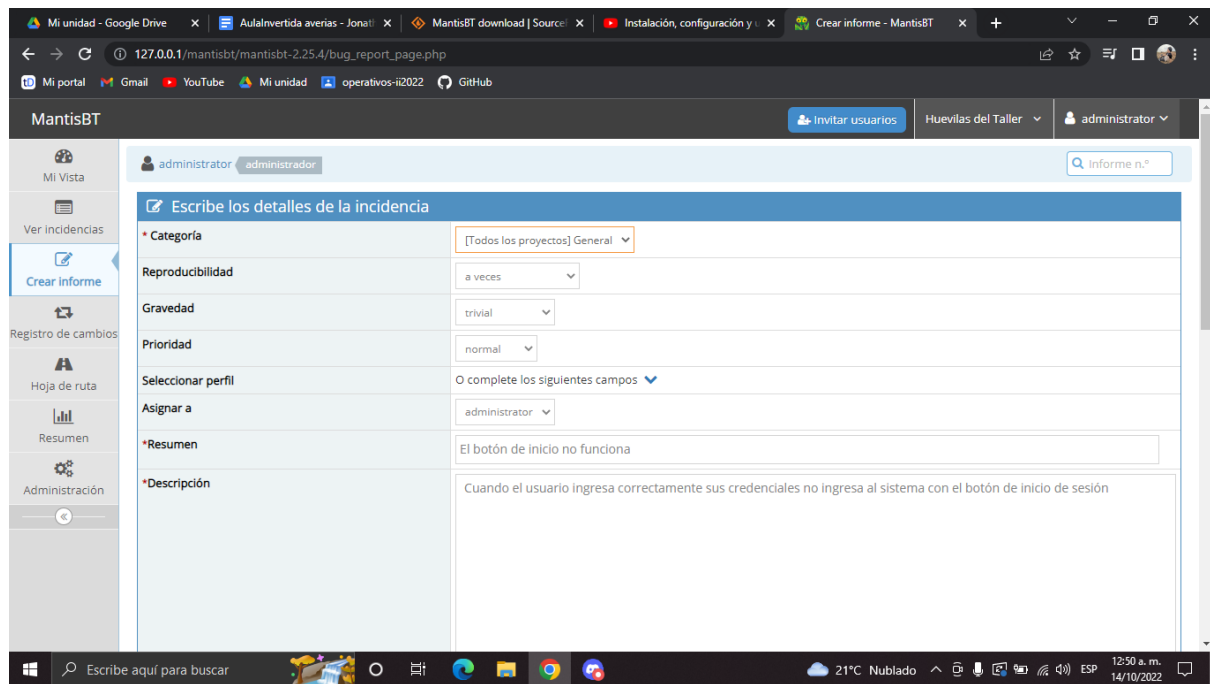 Mi unidad - Google Drive
AulaInvertida averias - Jonatl
MantisBT download | Source
Instalación, configuración y u
Crear informe - MantisBT
127.0.0.1/mantisbt/mantisbt-2.25.4/bug_report_page.php
tD Mi portal
Gmail
YouTube
Mi unidad
operativos-ii2022
GitHub
MantisBT
Invitar usuarios
Huevilas del Taller
administrator
Mi Vista
Ver incidencias
Crear informe
Registro de cambios
Hoja de ruta
Resumen
Administración
administrator administrador
Informe n.º
Escribe los detalles de la incidencia
* Categoría
[Todos los proyectos] General
Reproducibilidad
a veces
Gravedad
trivial
Prioridad
normal
Seleccionar perfil
O complete los siguientes campos
Asignar a
administrator
*Resumen
El botón de inicio no funciona
*Descripción
Cuando el usuario ingresa correctamente sus credenciales no ingresa al sistema con el botón de inicio de sesión
Escribe aquí para buscar
21°C Nublado
ESP
12:50 a. m.
14/10/2022